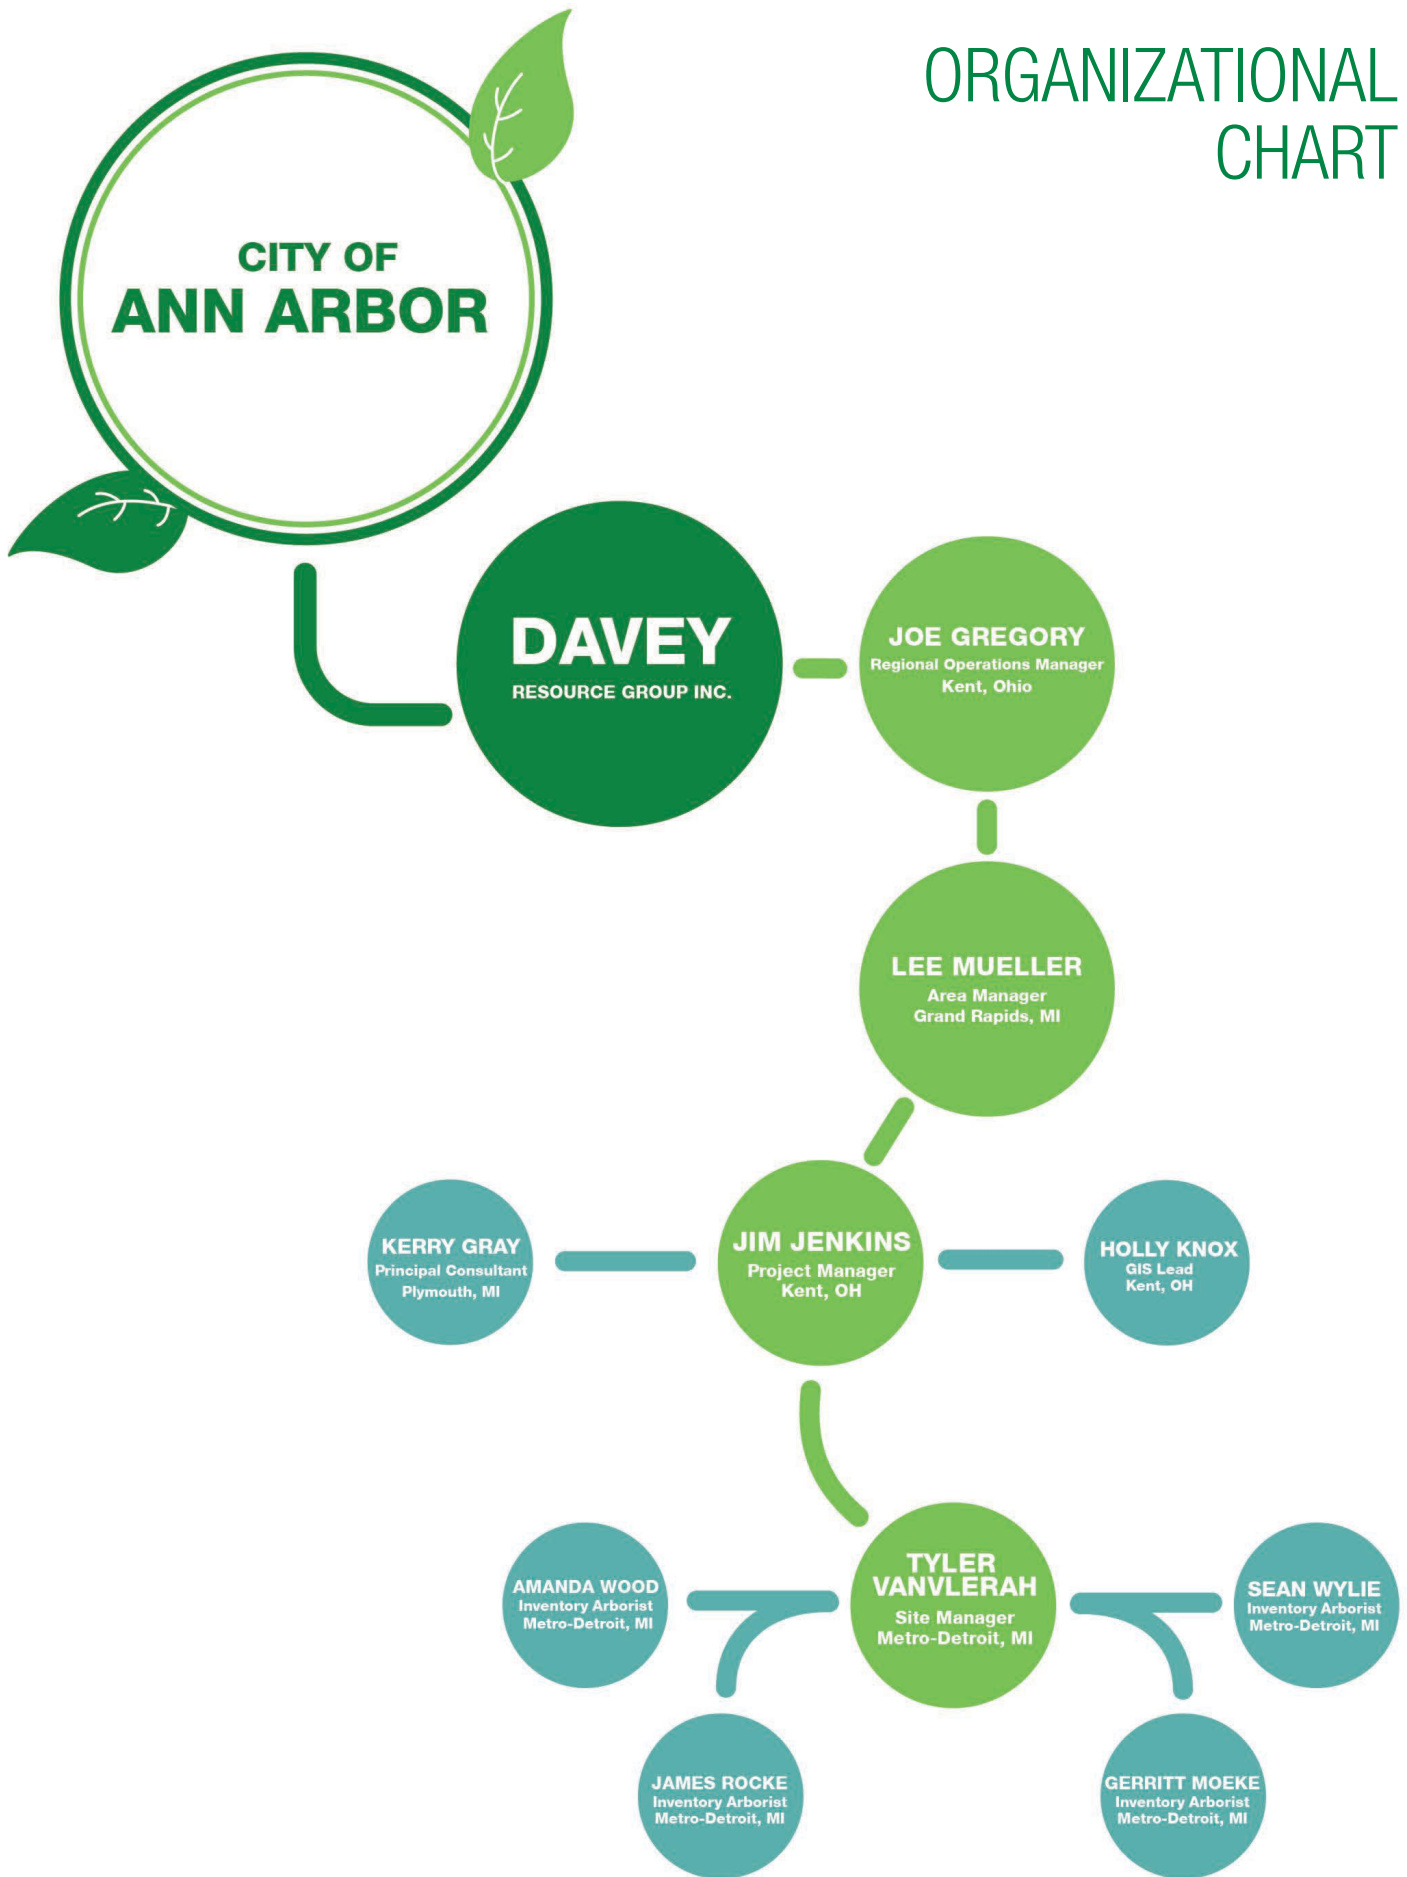 ORGANIZATIONAL
CHART
CITY OF
ANN ARBOR
DAVEY
RESOURCE GROUP INC.
JOE GREGORY
Regional Operations Manager
Kent, Ohio
LEE MUELLER
Area Manager
Grand Rapids, MI
KERRY GRAY
Principal Consultant
Plymouth, MI
JIM JENKINS
Project Manager
Kent, OH
HOLLY KNOX
GIS Lead
Kent, OH
TYLER
VANVLERAH
Site Manager
Metro-Detroit, MI
AMANDA WOOD
Inventory Arborist
Metro-Detroit, MI
SEAN WYLIE
Inventory Arborist
Metro-Detroit, MI
JAMES ROCKE
Inventory Arborist
Metro-Detroit, MI
GERRITT MOEKE
Inventory Arborist
Metro-Detroit, MI